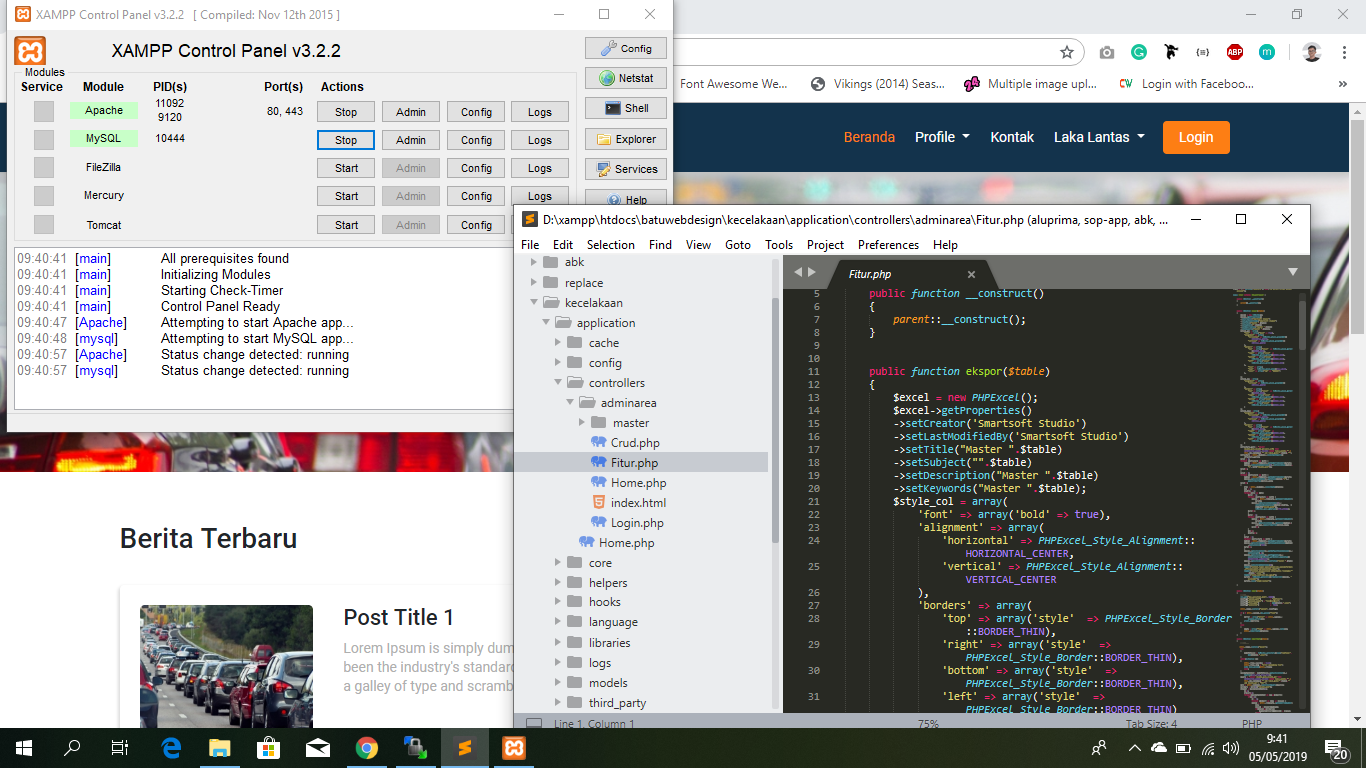 XAMPP Control Panel v3.2.2 [ Compiled: Nov 12th 2015 ]
XAMPP Control Panel v3.2.2
Config
Modules
Service Module PID(s) Port(s) Actions
Netstat
Apache 11092 9120 80, 443 Stop Admin Config Logs
Shell
MySQL 10444 Stop Admin Config Logs
Explorer
FileZilla Start Admin Config Logs
Services
Mercury Start Admin Config Logs
Help
Tomcat Start Admin Config
09:40:41 [main] All prerequisites found
09:40:41 [main] Initializing Modules
09:40:41 [main] Starting Check-Timer
09:40:41 [main] Control Panel Ready
09:40:47 [Apache] Attempting to start Apache app...
09:40:48 [mysql] Attempting to start MySQL app...
09:40:57 [Apache] Status change detected: running
09:40:57 [mysql] Status change detected: running
ABP
m
Font Awesome We... Vikings (2014) Seas... Multiple image upl... CW Login with Faceboo... »
Beranda Profile Kontak Laka Lantas Login
D:\xampp\htdocs\batuwebdesign\kecelakaan\application\controllers\adminarea\Fitur.php (aluprima, sop-app, abk, ...
File Edit Selection Find View Goto Tools Project Preferences Help
abk
replace
kecelakaan
application
cache
config
controllers
adminarea
master
Crud.php
Fitur.php
Home.php
index.html
Login.php
Home.php
core
helpers
hooks
language
libraries
logs
models
third_party
Fitur.php ×
5 public function __construct()
6 {
7 parent::__construct();
8 }
9
10
11 public function ekspor($table)
12 {
13 $excel = new PHPExcel();
14 $excel->getProperties()
15 ->setCreator('Smartsoft Studio')
16 ->setLastModifiedBy('Smartsoft Studio')
17 ->setTitle("Master ".$table)
18 ->setSubject("".$table)
19 ->setDescription("Master ".$table)
20 ->setKeywords("Master ".$table);
21 $style_col = array(
22 'font' => array('bold' => true),
23 'alignment' => array(
24 'horizontal' => PHPExcel_Style_Alignment::
HORIZONTAL_CENTER,
25 'vertical' => PHPExcel_Style_Alignment::
VERTICAL_CENTER
26 ),
27 'borders' => array(
28 'top' => array('style' => PHPExcel_Style_Border
::BORDER_THIN),
29 'right' => array('style' =>
PHPExcel_Style_Border::BORDER_THIN),
30 'bottom' => array('style' =>
PHPExcel_Style_Border::BORDER_THIN),
31 'left' => array('style' =>
PHPExcel_Style_Border::BORDER_THIN)
Line 1, Column 1 75% Tab Size: 4 PHP
Berita Terbaru
Post Title 1
Lorem Ipsum is simply dum
been the industry's standard
a galley of type and scramb
9:41
05/05/2019
20